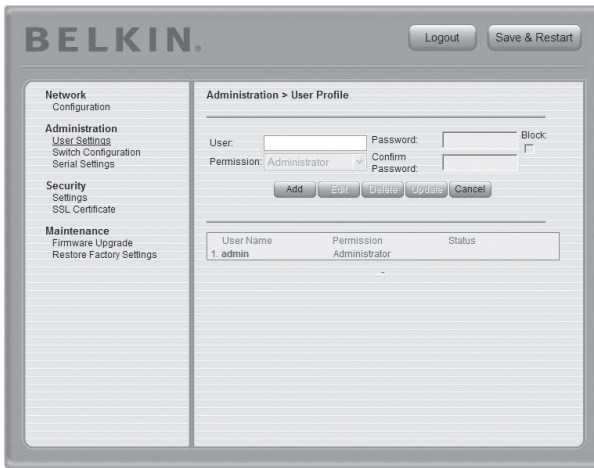 BELKIN®
Logout
Save & Restart
Network
Configuration
Administration
User Settings
Switch Configuration
Serial Settings
Security
Settings
SSL Certificate
Maintenance
Firmware Upgrade
Restore Factory Settings
Administration > User Profile
User:
Password:
Block:
Permission: Administrator
Confirm
Password:
Add Edit Delete Update Cancel
User Name Permission Status
1. admin Administrator
-